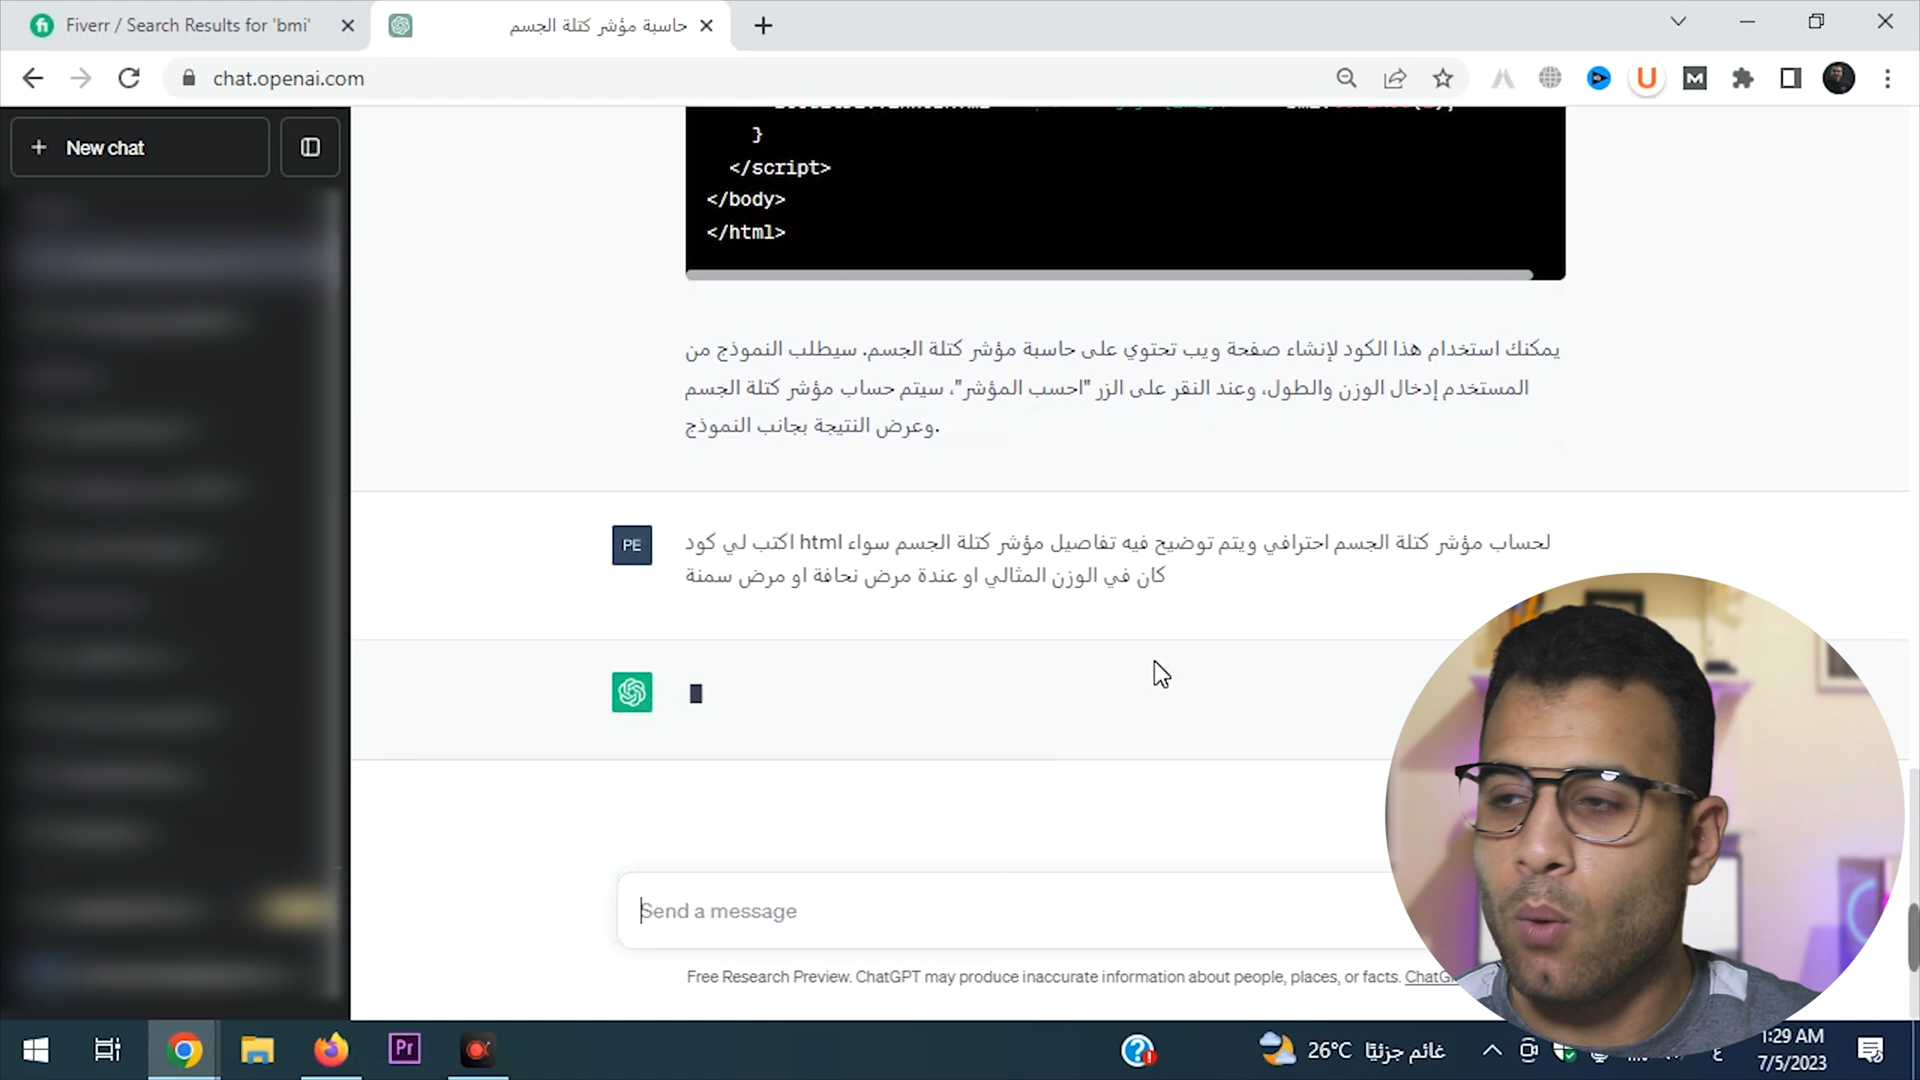 Fiverr / Search Results for 'bmi'
حاسبة مؤشر كتلة الجسم
chat.openai.com
New chat
}
</script>
</body>
</html>
يمكنك استخدام هذا الكود لإنشاء صفحة ويب تحتوي على حاسبة مؤشر كتلة الجسم. سيطلب النموذج من
المستخدم إدخال الوزن والطول، وعند النقر على الزر "احسب المؤشر"، سيتم حساب مؤشر كتلة الجسم
وعرض النتيجة بجانب النموذج.
PE
لحساب مؤشر كتلة الجسم احترافي ويتم توضيح فيه تفاصيل مؤشر كتلة الجسم سواء html اكتب لي كود
كان في الوزن المثالي او عندة مرض نحافة او مرض سمنة
Send a message
Free Research Preview. ChatGPT may produce inaccurate information about people, places, or facts.
Pr
26°C غائم جزئيًا
ع
1:29 AM
7/5/2023